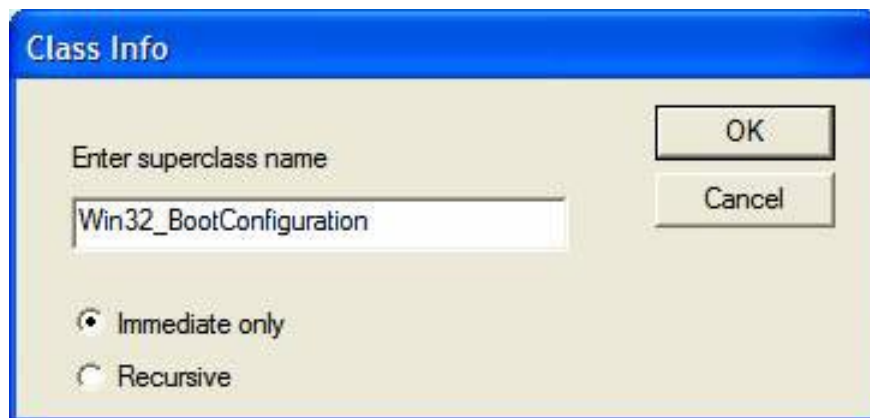 Class Info
Enter superclass name
Win32_BootConfiguration
OK
Cancel
Immediate only
Recursive